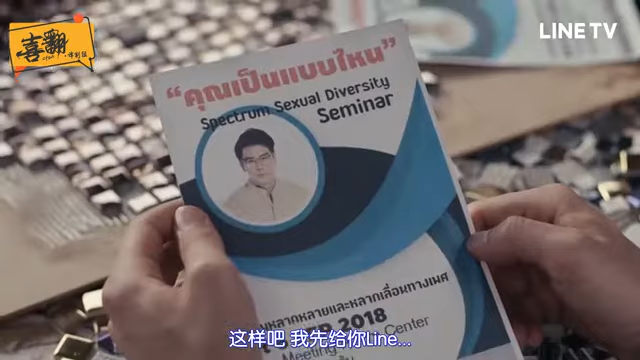 喜翻
LINE TV
“คุณเป็นแบบไหน”
Spectrum Sexual Diversity
Seminar
หลากหลายและหลากเลื่อนทางเพศ
2018
Meeting Center
这样吧 我先给你Line...